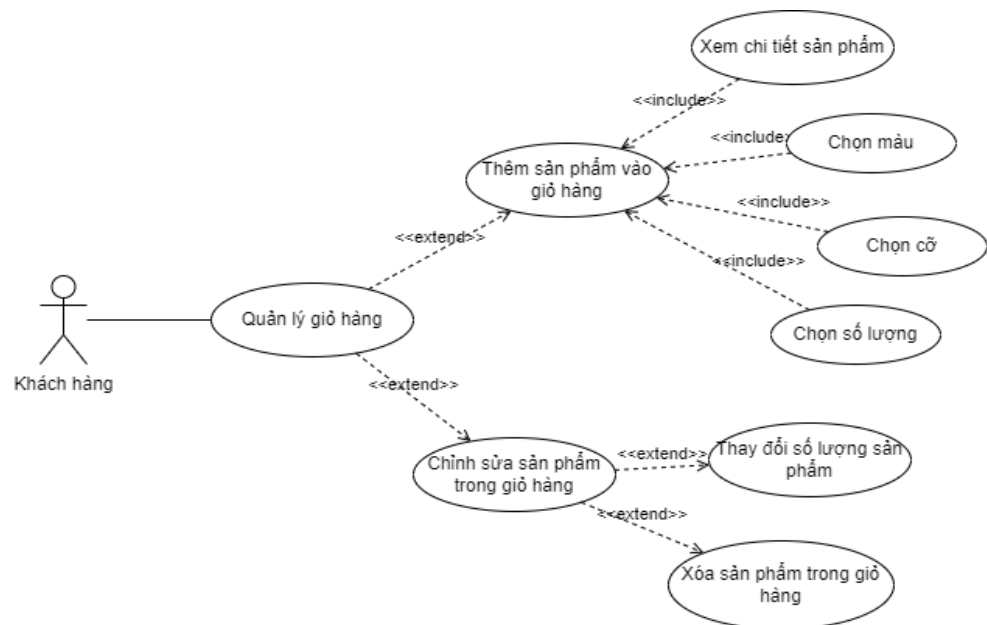 Xem chi tiết sản phẩm
<<include>>
<<include>>
Chọn màu
Thêm sản phẩm vào
giỏ hàng
<<include>>
<<extend>>
Chọn cỡ
<<include>>
Quản lý giỏ hàng
Chọn số lượng
Khách hàng
<<extend>>
Chỉnh sửa sản phẩm
trong giỏ hàng
<<extend>>
Thay đổi số lượng sản
phẩm
<<extend>>
Xóa sản phẩm trong giỏ
hàng